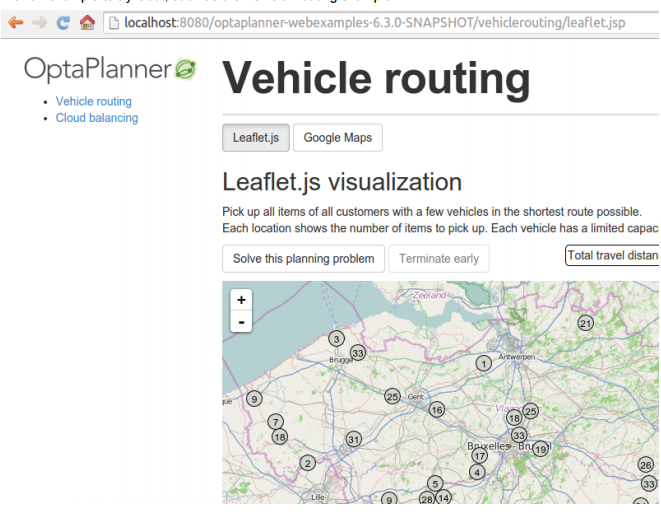 localhost:8080/optaplanner-webexamples-6.3.0-SNAPSHOT/vehiclerouting/leaflet.jsp
OptaPlanner
Vehicle routing
Cloud balancing
Vehicle routing
Leaflet.js Google Maps
Leaflet.js visualization
Pick up all items of all customers with a few vehicles in the shortest route possible.
Each location shows the number of items to pick up. Each vehicle has a limited capac
Solve this planning problem Terminate early Total travel distan
+
-
Zeeland
21
3
33
Brugge
Antwerpen
1
9
25 Gent
16
18 25
7
18
31
33
Bruxelles - Brussel
19
17
2
4
26
5
33
Lille
9
28 14